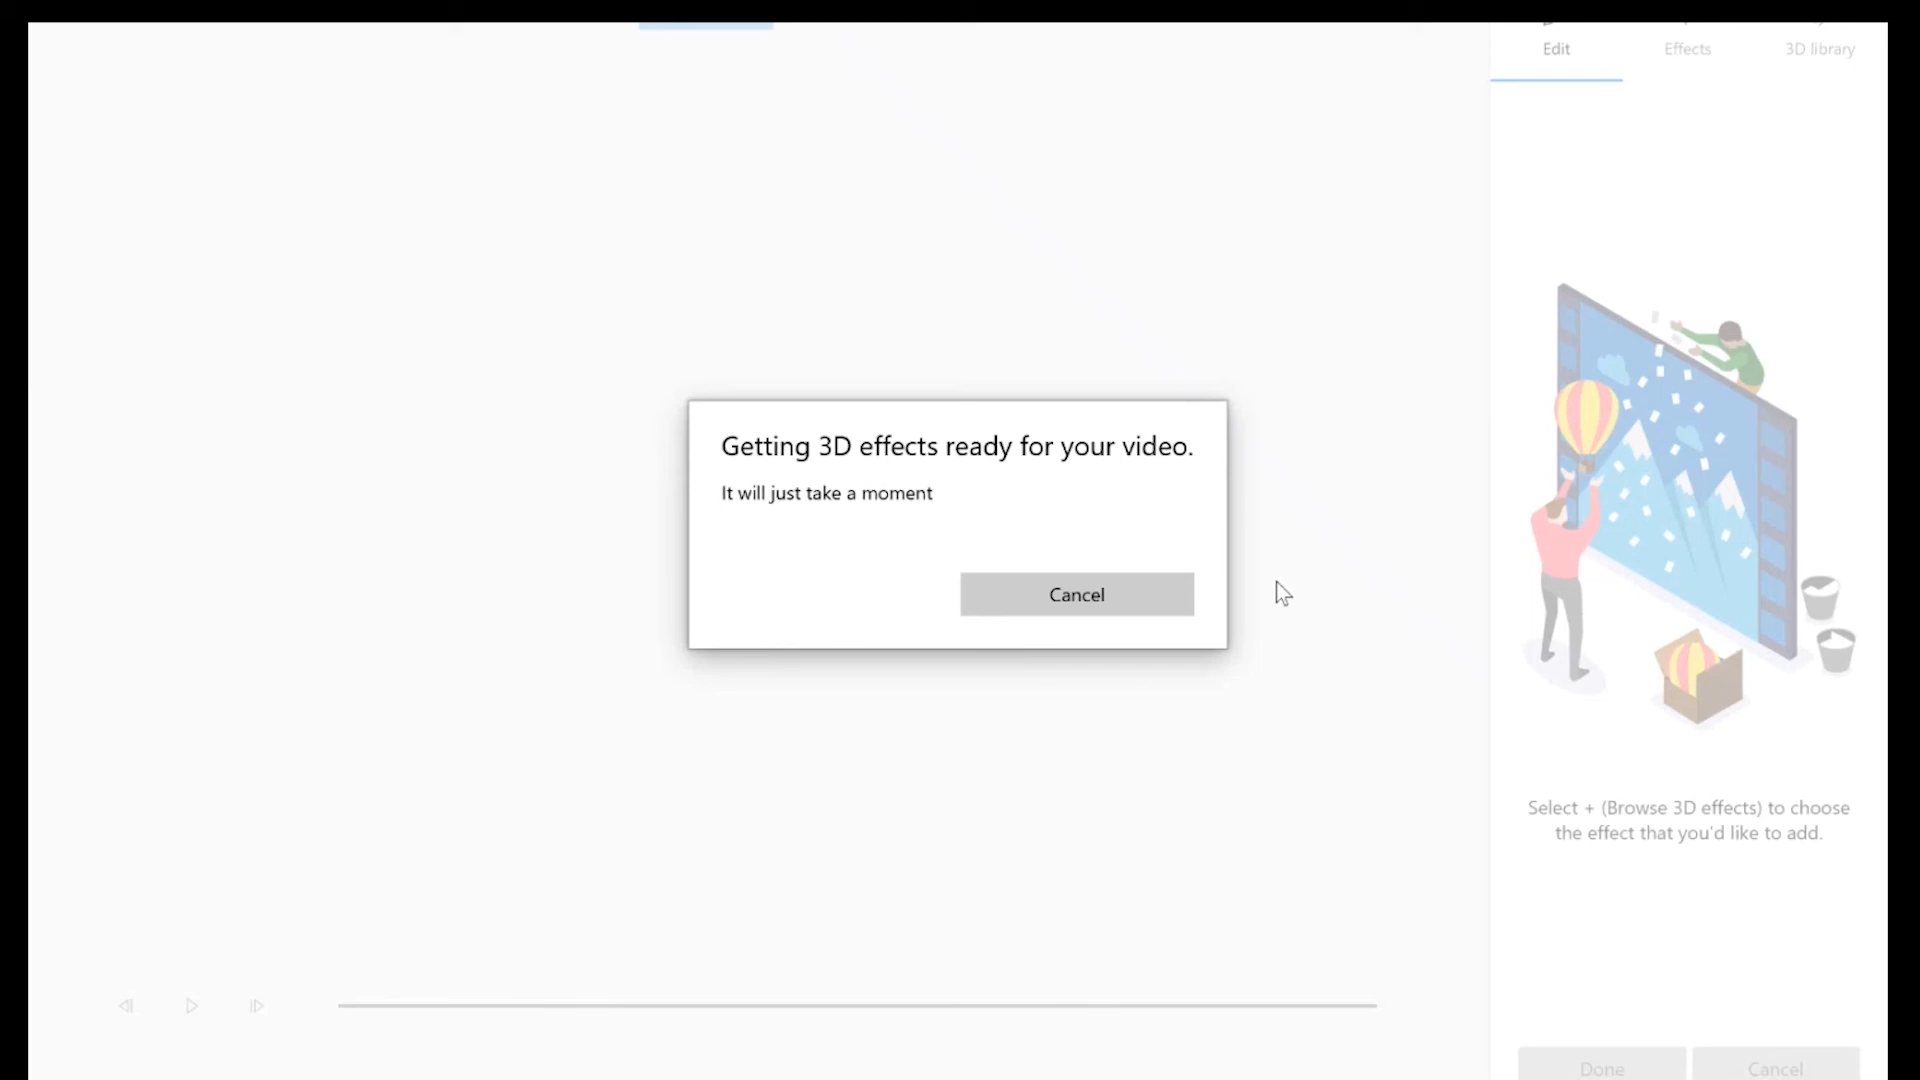 Edit
Effects
3D library
Getting 3D effects ready for your video.
It will just take a moment
Cancel
Select + (Browse 3D effects) to choose
the effect that you'd like to add.
Done
Cancel